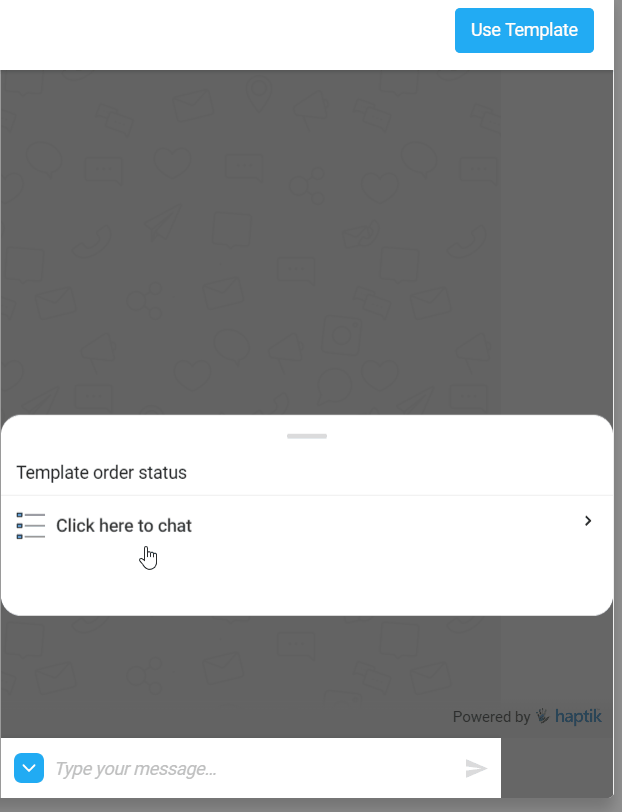 Use Template
Template order status
Click here to chat
Powered by haptik
Type your message...